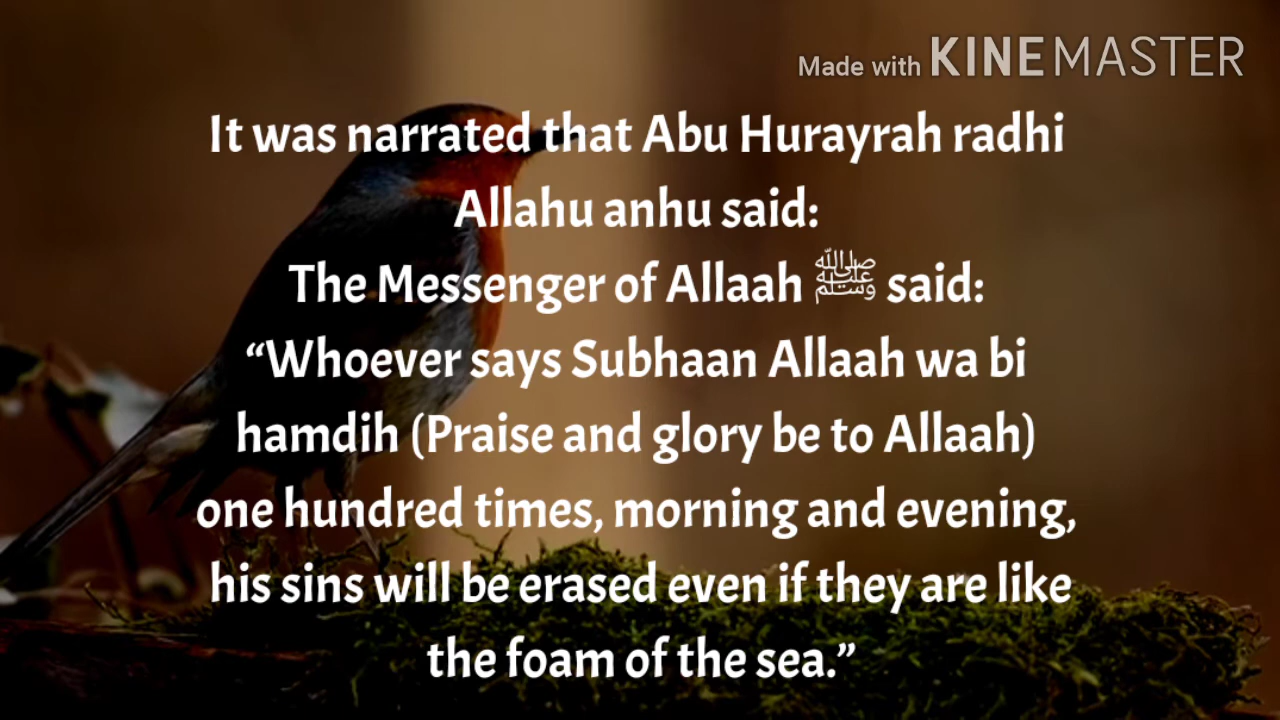 Made with KINEMASTER
It was narrated that Abu Hurayrah radhi
Allahu anhu said:
The Messenger of Allaah ﷺ said:
“Whoever says Subhaan Allaah wa bi
hamdih (Praise and glory be to Allaah)
one hundred times, morning and evening,
his sins will be erased even if they are like
the foam of the sea.”